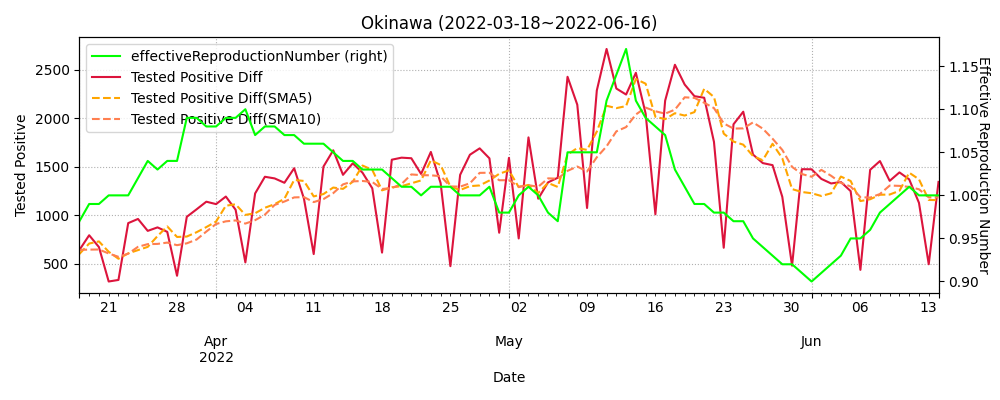 Okinawa (2022-03-18~2022-06-16)
effectiveReproductionNumber (right)
Tested Positive Diff
Tested Positive Diff(SMA5)
Tested Positive Diff(SMA10)
Tested Positive
2500
2000
1500
1000
500
1.15
1.10
1.05
1.00
0.95
0.90
Effective Reproduction Number
21 28 04 11 18 25 02 09 16 23 30 06 13
Apr May Jun
2022
Date